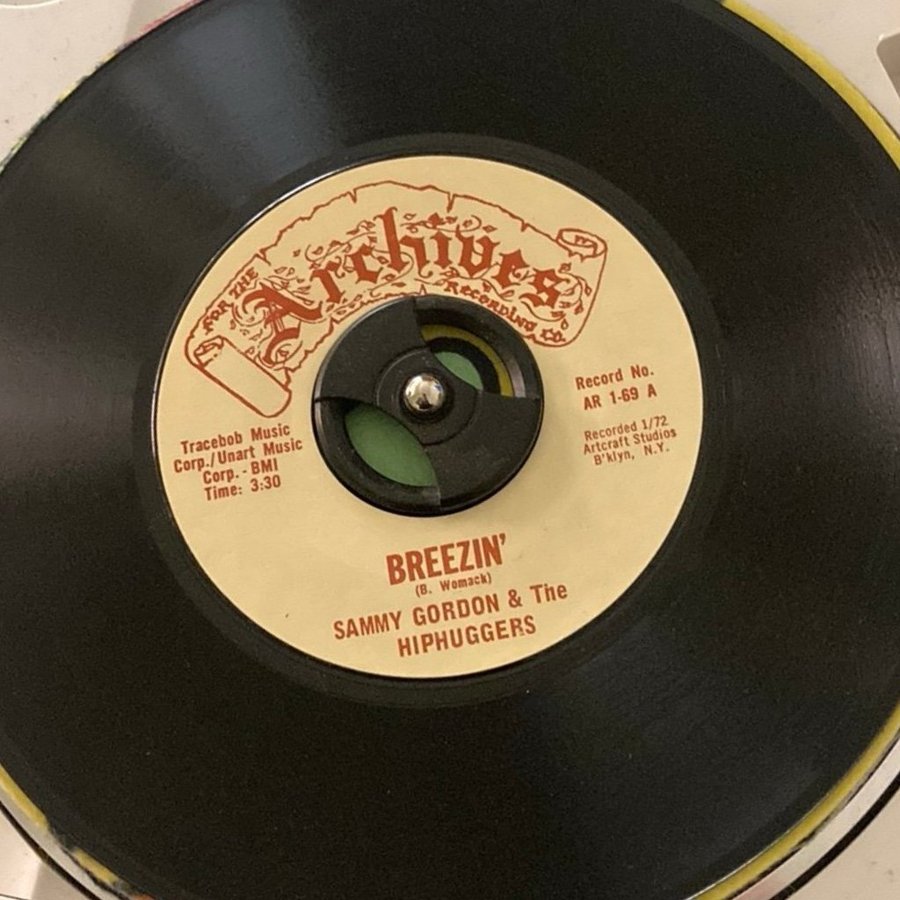 FOR THE
Archives
RECORDING CO.
Record No.
AR 1-69 A
Recorded 1/72
Artcraft Studios
B'klyn, N.Y.
Tracebob Music
Corp./Unart Music
Corp. - BMI
Time: 3:30
BREEZIN'
(B. Womack)
SAMMY GORDON & The
HIPHUGGERS